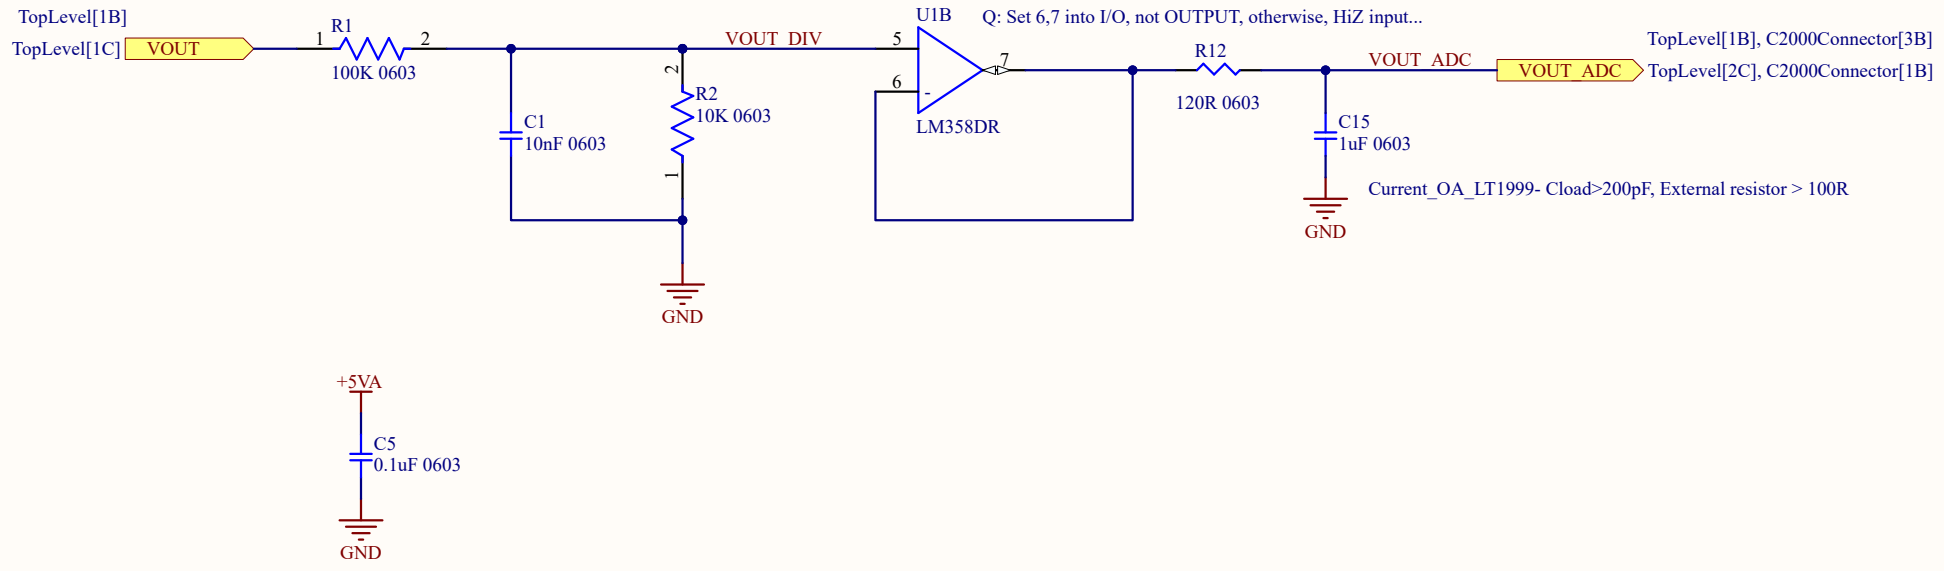 TopLevel[1B]
TopLevel[1C]
VOUT
1
R1
2
100K 0603
C1
10nF 0603
2
R2
10K 0603
1
GND
VOUT_DIV
U1B
Q: Set 6,7 into I/O, not OUTPUT, otherwise, HiZ input...
5
6
-
7
LM358DR
R12
120R 0603
VOUT_ADC
C15
1uF 0603
GND
VOUT_ADC
TopLevel[1B], C2000Connector[3B]
TopLevel[2C], C2000Connector[1B]
Current_OA_LT1999- Cload>200pF, External resistor > 100R
+5VA
C5
0.1uF 0603
GND